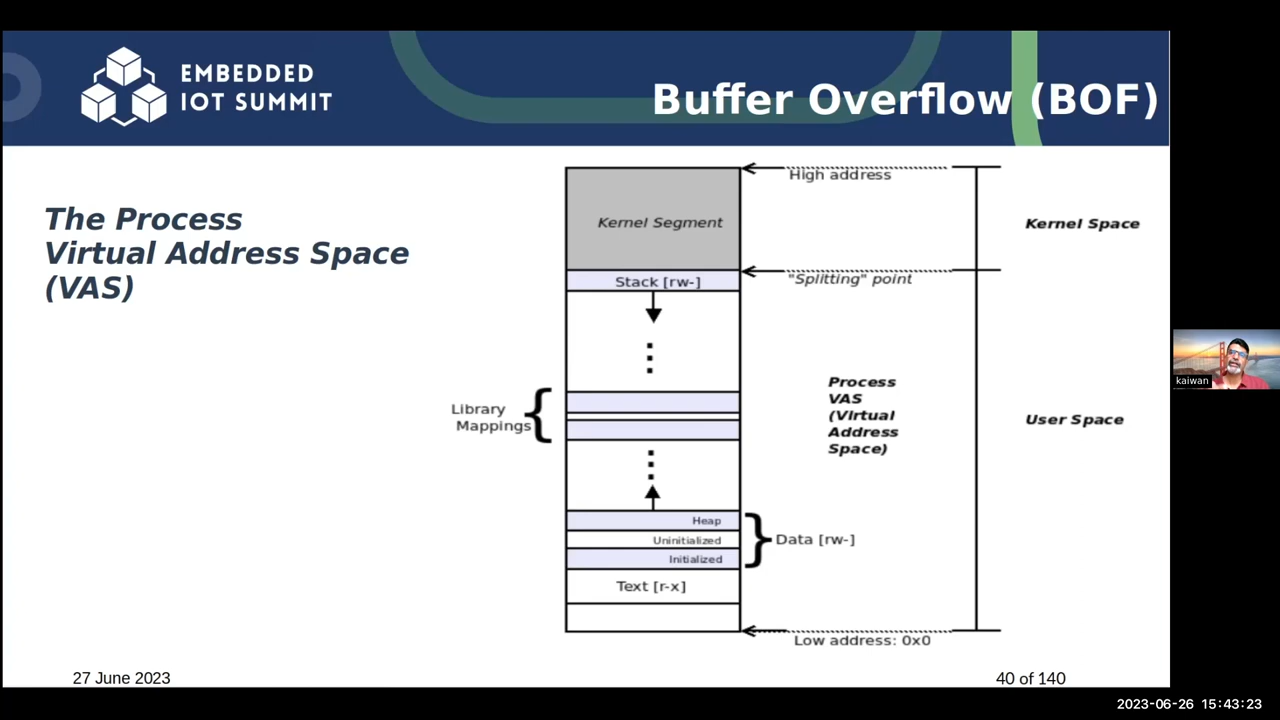 EMBEDDED
IOT SUMMIT
Buffer Overflow (BOF)
The Process
Virtual Address Space
(VAS)
High address
Kernel Segment
Kernel Space
Stack [rw-]
"Splitting" point
Library
Mappings
Process
VAS
(Virtual
Address
Space)
User Space
Heap
Uninitialized
Initialized
Data [rw-]
Text [r-x]
Low address: 0x0
kaiwan
27 June 2023
40 of 140
2023-06-26 15:43:23